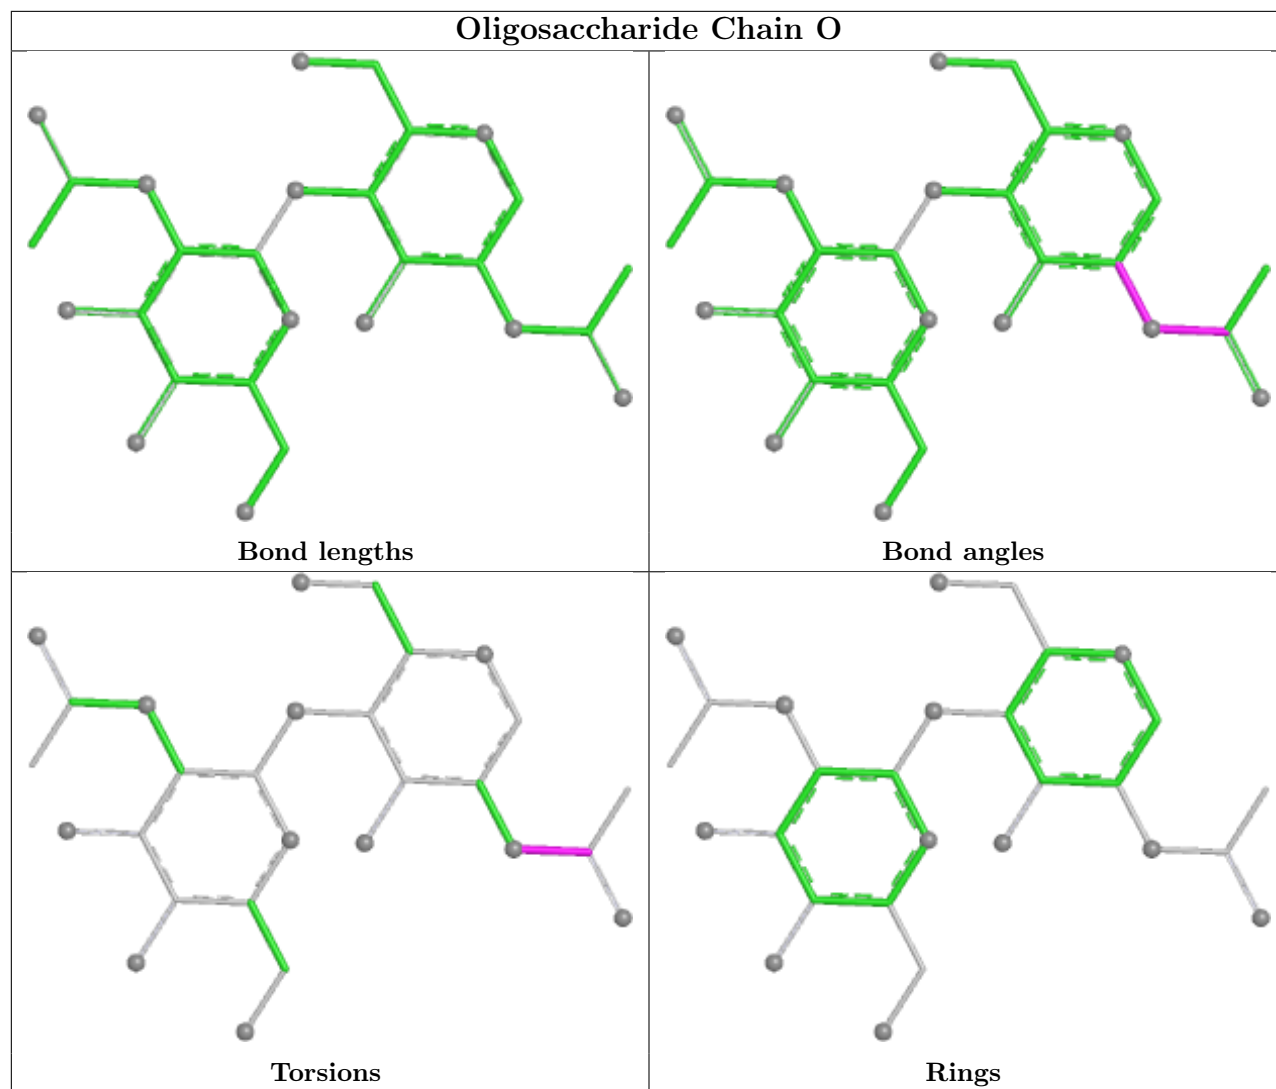 Oligosaccharide Chain O
Bond lengths
Bond angles
Torsions
Rings